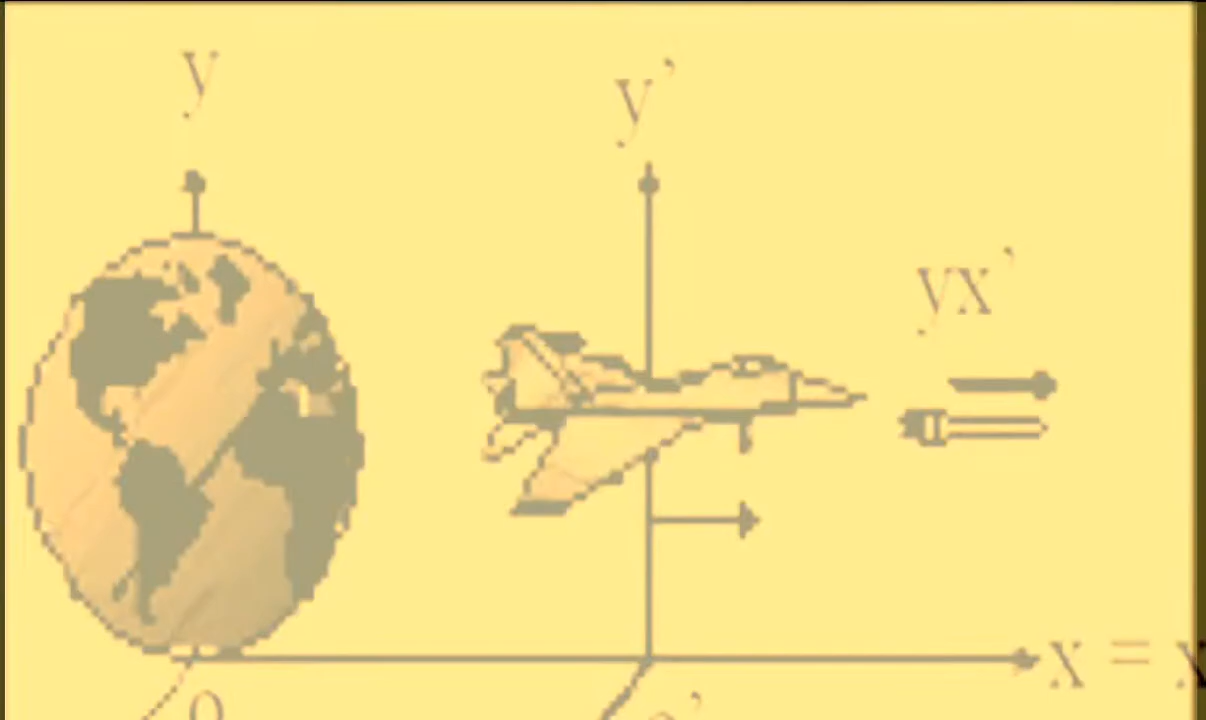 y
y’
yx’
x = x
o